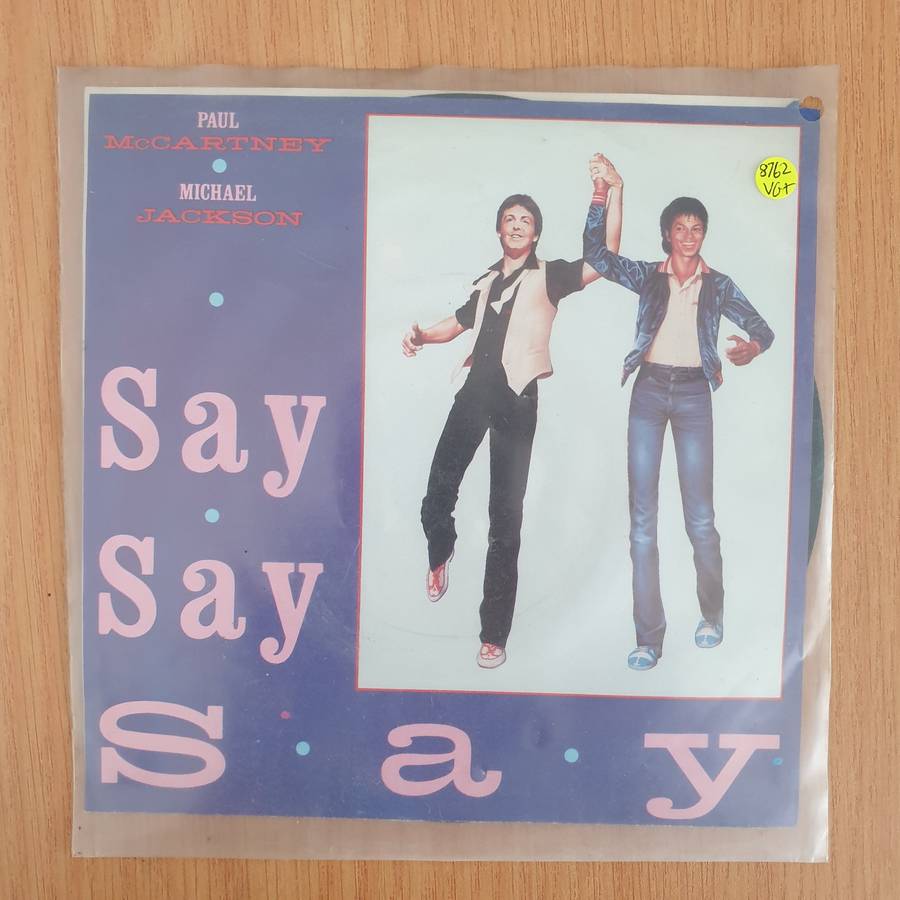 PAUL
McCARTNEY
MICHAEL
JACKSON
Say
Say
Say
8762
VG+